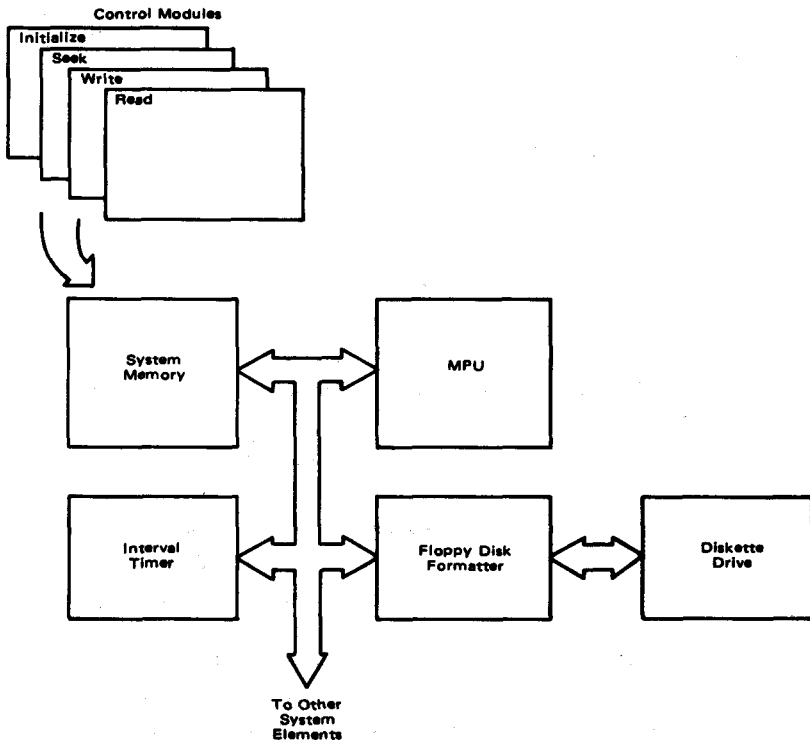 Control Modules
Initialize
Seek
Write
Read
System
Memory
MPU
Interval
Timer
Floppy Disk
Formatter
Diskette
Drive
To Other
System
Elements